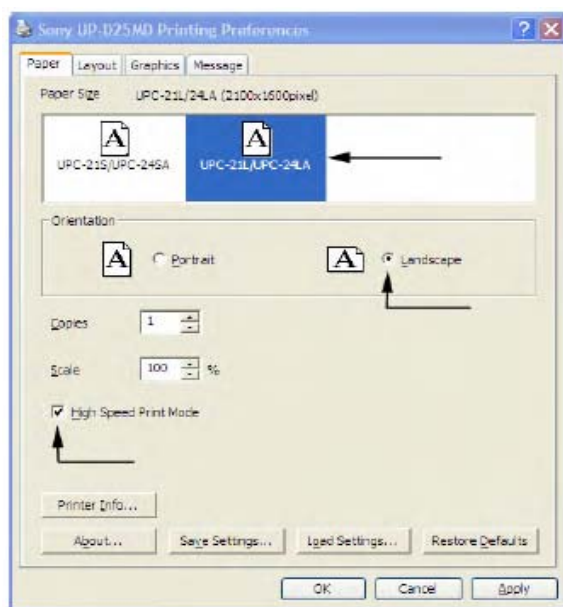 Sony UP-D25MD Printing Preferences
Paper Layout Graphics Message
Paper Size UPC-21L/24LA (2100x1600pixel)
A A
UPC-21S/UPC-24SA UPC-21L/UPC-24LA
Orientation
A Portrait A Landscape
Copies 1
Scale 100 %
High Speed Print Mode
Printer Info...
About... Save Settings... Load Settings... Restore Defaults
OK Cancel Apply